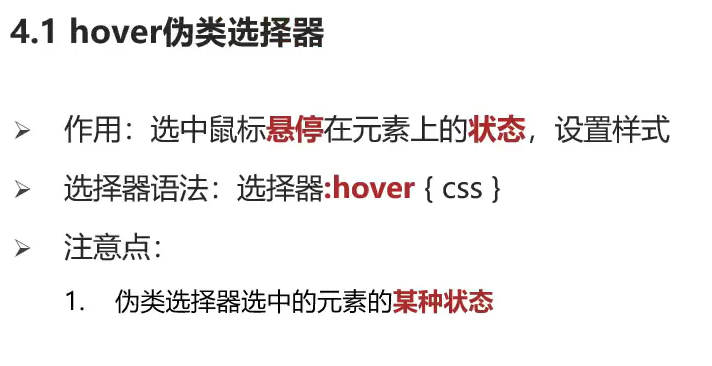 4.1 hover伪类选择器
➢ 作用：选中鼠标悬停在元素上的状态，设置样式
➢ 选择器语法：选择器:hover { css }
➢ 注意点：
1. 伪类选择器选中的元素的某种状态